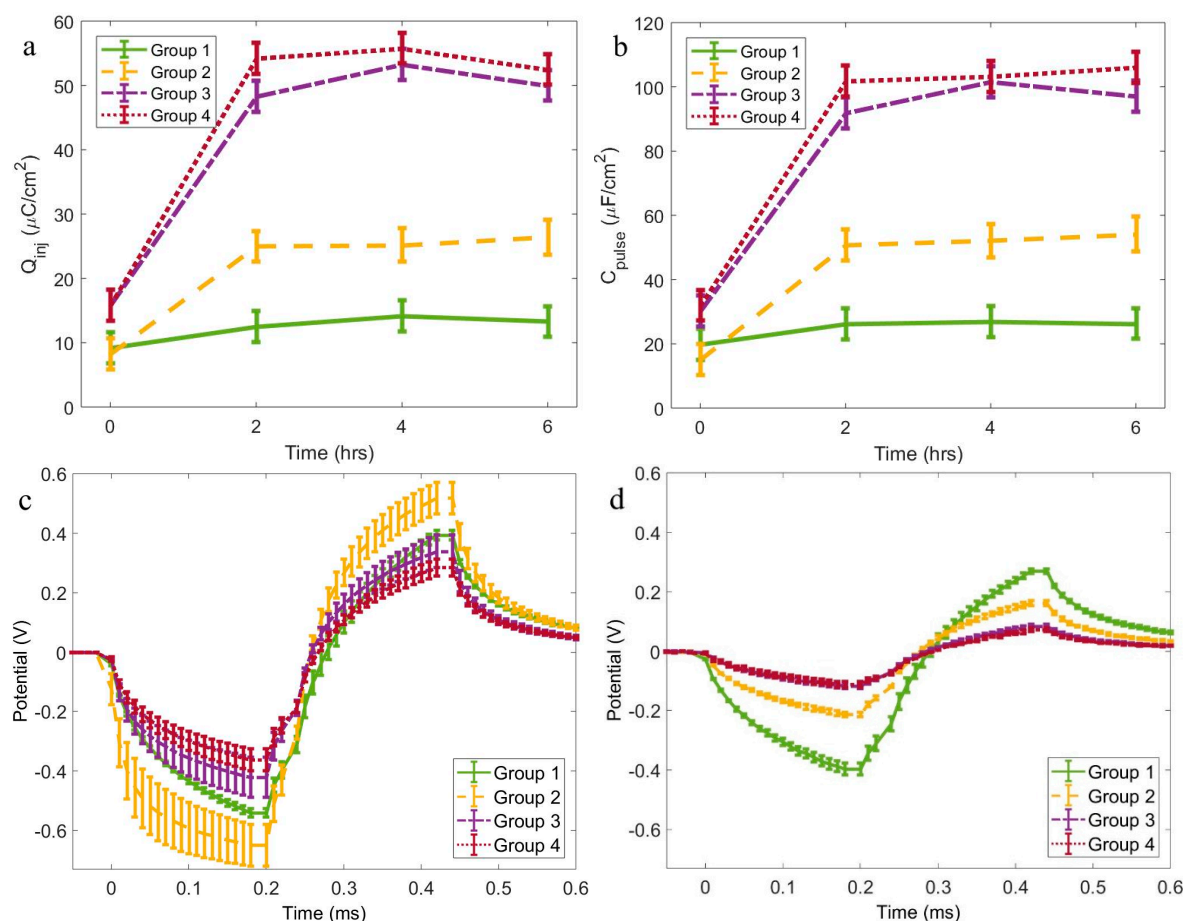 a
Group 1
Group 2
Group 3
Group 4
60
50
40
30
20
10
0
Q_inj (μC/cm²)
0 2 4 6
Time (hrs)
b
Group 1
Group 2
Group 3
Group 4
120
100
80
60
40
20
0
C_pulse (μF/cm²)
0 2 4 6
Time (hrs)
c
0.6
0.4
0.2
0
-0.2
-0.4
-0.6
Potential (V)
Group 1
Group 2
Group 3
Group 4
0 0.1 0.2 0.3 0.4 0.5 0.6
Time (ms)
d
0.6
0.4
0.2
0
-0.2
-0.4
-0.6
Potential (V)
Group 1
Group 2
Group 3
Group 4
0 0.1 0.2 0.3 0.4 0.5 0.6
Time (ms)